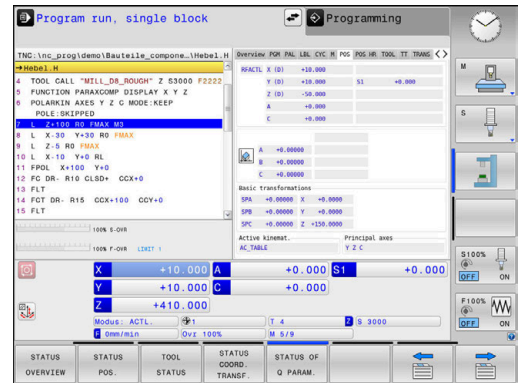 Program run, single block
Programming
TNC:\nc_prog\demo\Bauteile_compone…\Hebel.H
→Hebel.H
4 TOOL CALL "MILL_D8_ROUGH" Z S3000 F2222
5 FUNCTION PARAXCOMP DISPLAY X Y Z
6 POLARKIN AXES Y Z C MODE:KEEP
POLE:SKIPPED
7 L Z+100 R0 FMAX M3
8 L X-30 Y+30 R0 FMAX
9 L Z-5 R0 FMAX
10 L X-10 Y+0 RL
11 FPOL X+100 Y+0
12 FC DR- R10 CLSD+ CCX+0
13 FLT
14 FCT DR- R15 CCX+100 CCY+0
15 FLT
100% S-OVR
100% F-OVR LIMIT 1
Overview PGM PAL LBL CYC M POS POS HR TOOL TT TRANS
RFACTL X (D) +10.000
Y (D) +10.000 S1 +0.000
Z (D) -50.000
A +0.000
C +0.000
A +0.00000
B +0.00000
C +0.00000
Basic transformations
SPA +0.00000 X +0.0000
SPB +0.00000 Y +0.0000
SPC +0.00000 Z +150.0000
Active kinemat. Principal axes
AC_TABLE Y Z C
X +10.000 A +0.000 S1 +0.000
Y +10.000 C +0.000
Z +410.000
Modus: ACTL. 1 T 4 Z S 3000
F 0mm/min Ovr 100% M 5/9
M
S
S100%
OFF ON
F100%
OFF ON
STATUS OVERVIEW
STATUS POS.
TOOL STATUS
STATUS COORD. TRANSF.
STATUS OF Q PARAM.